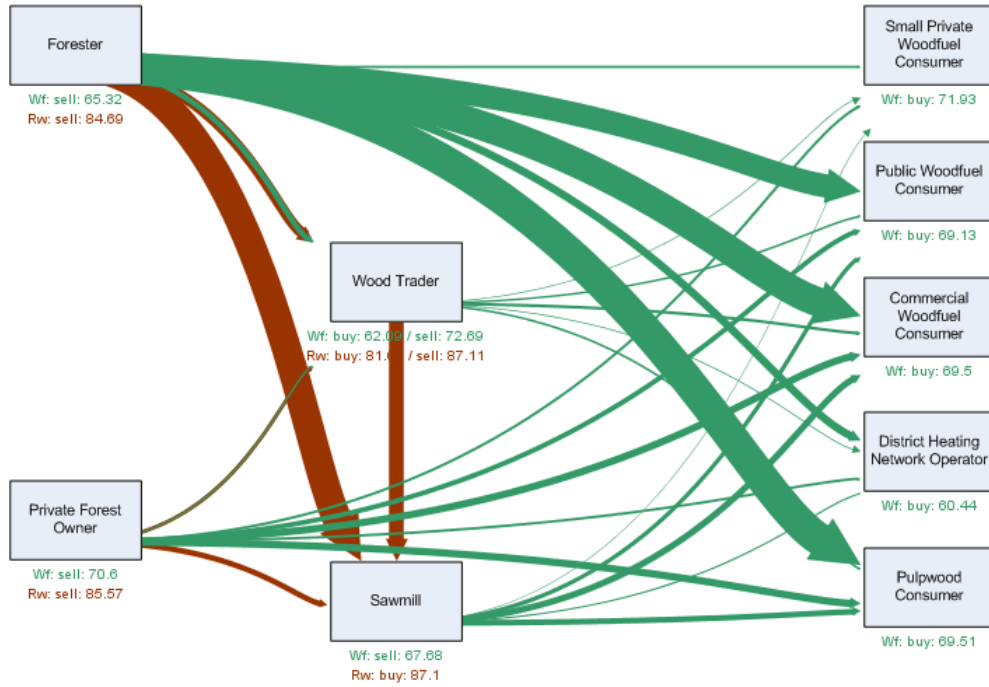 Forester
Wf: sell: 65.32
Rw: sell: 84.69
Small Private
Woodfuel
Consumer
Wf: buy: 71.93
Public Woodfuel
Consumer
Wf: buy: 69.13
Wood Trader
Wf: buy: 62.09 / sell: 72.69
Rw: buy: 81.0 / sell: 87.11
Commercial
Woodfuel
Consumer
Wf: buy: 69.5
District Heating
Network Operator
Wf: buy: 60.44
Private Forest
Owner
Wf: sell: 70.6
Rw: sell: 85.57
Sawmill
Wf: sell: 67.68
Rw: buy: 87.1
Pulpwood
Consumer
Wf: buy: 69.51